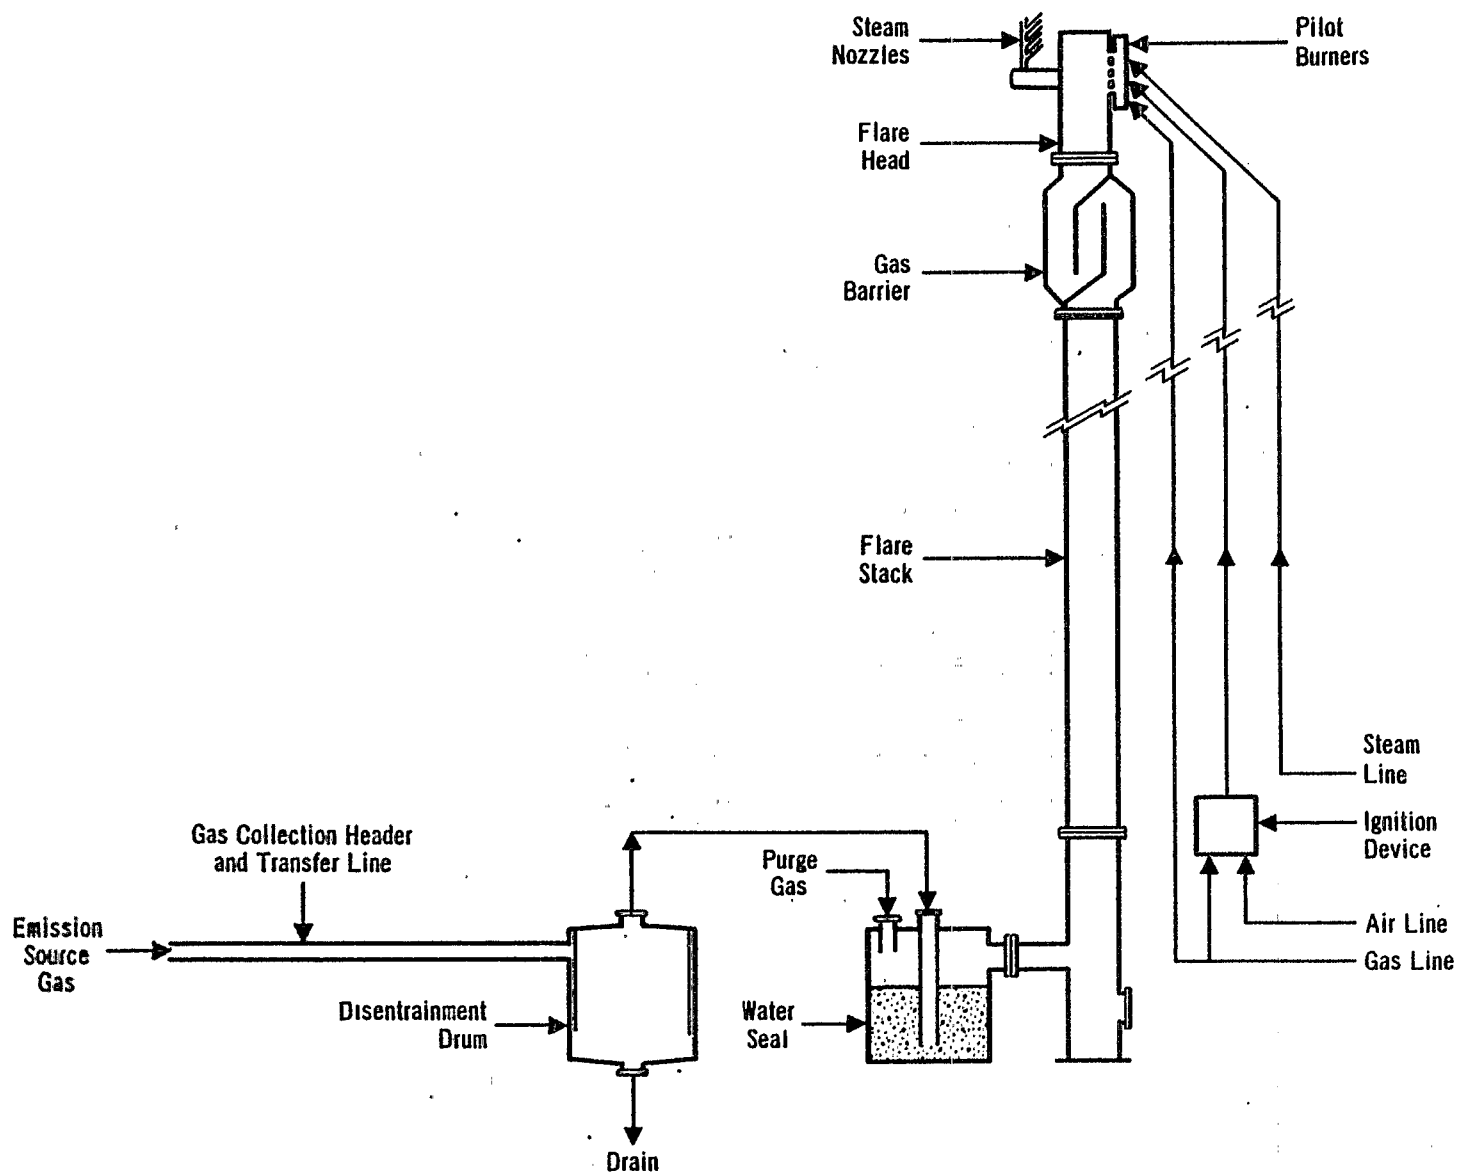 Steam
Nozzles
Pilot
Burners
Flare
Head
Gas
Barrier
Flare
Stack
Steam
Line
Ignition
Device
Air Line
Gas Line
Gas Collection Header
and Transfer Line
Purge
Gas
Emission
Source
Gas
Disentrainment
Drum
Water
Seal
Drain